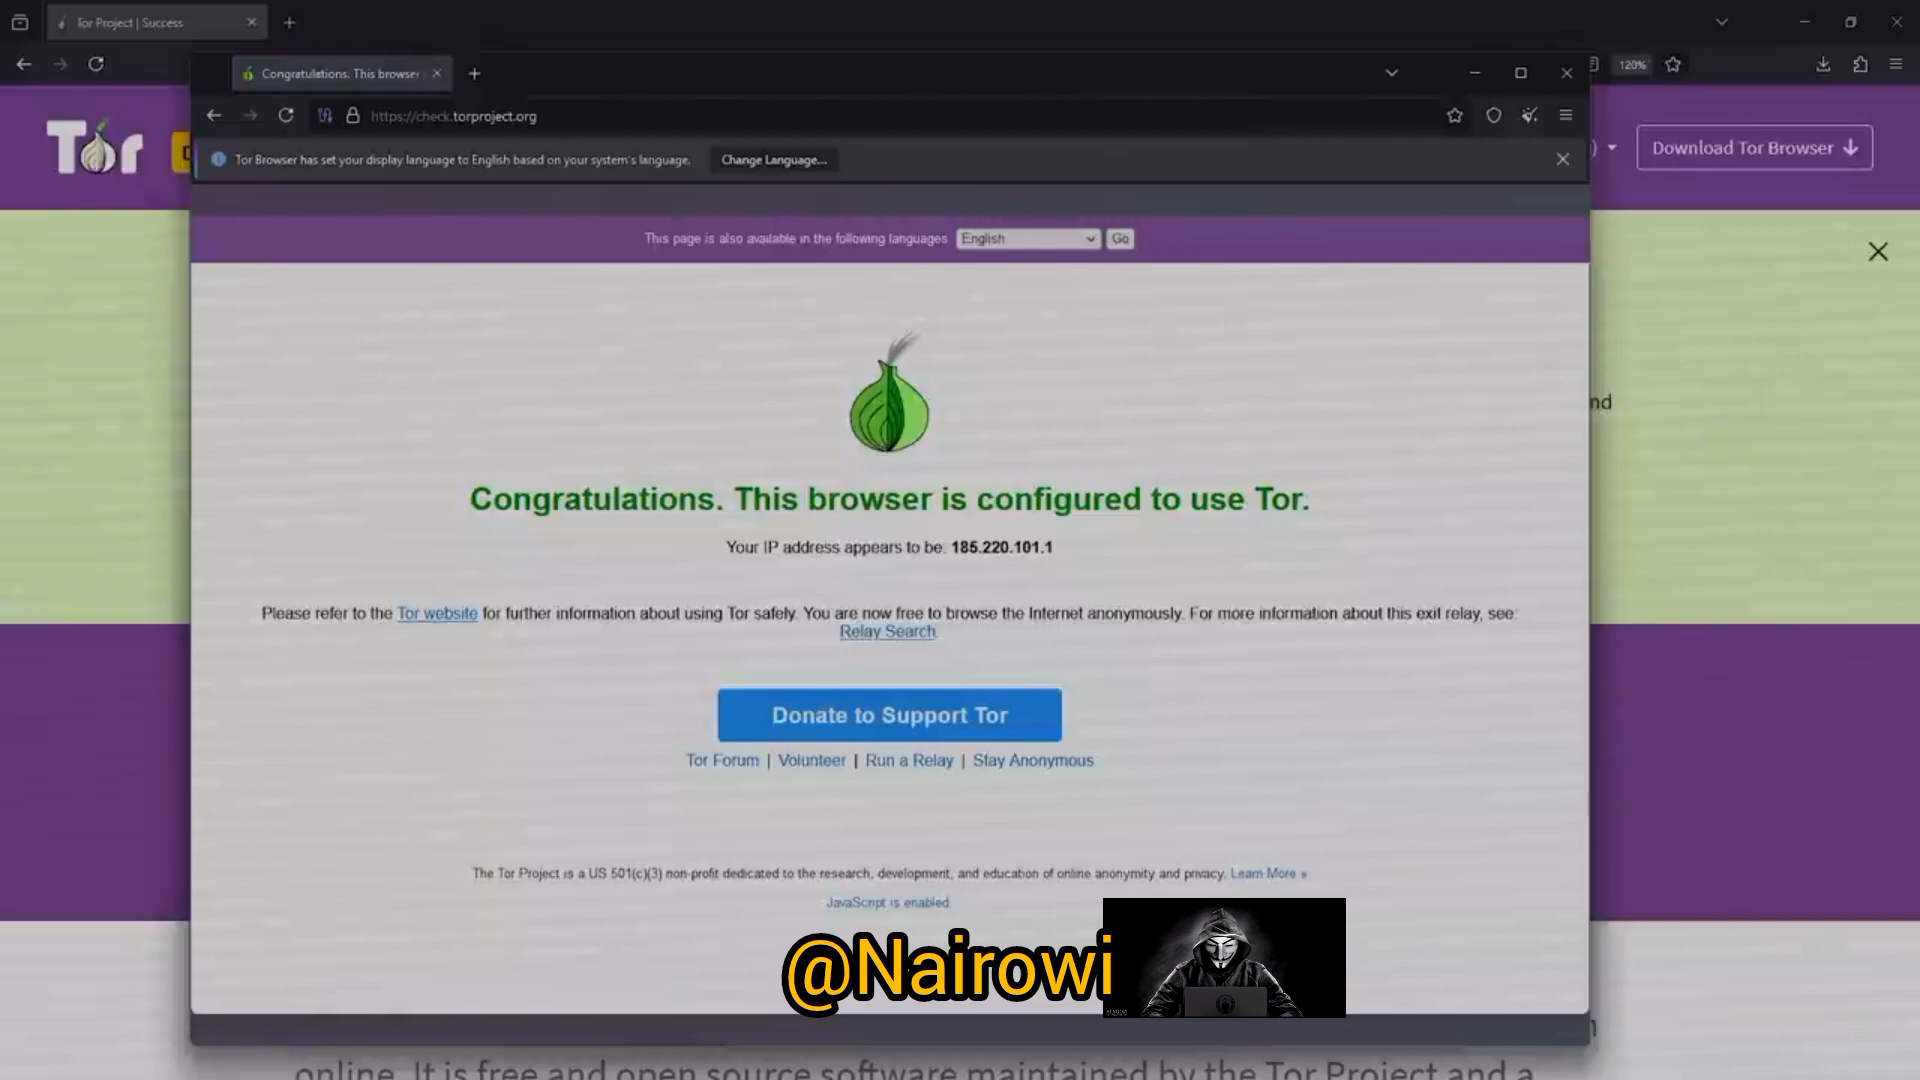 Tor Project | Success
Congratulations. This browser
https://check.torproject.org
120%
Tor Browser has set your display language to English based on your system's language.
Change Language...
Tor
Download Tor Browser
This page is also available in the following languages
English
Go
Congratulations. This browser is configured to use Tor.
Your IP address appears to be: 185.220.101.1
Please refer to the Tor website for further information about using Tor safely. You are now free to browse the Internet anonymously. For more information about this exit relay, see:
Relay Search.
Donate to Support Tor
Tor Forum | Volunteer | Run a Relay | Stay Anonymous
The Tor Project is a US 501(c)(3) non-profit dedicated to the research, development, and education of online anonymity and privacy. Learn More »
JavaScript is enabled.
@Nairowi
online. It is free and open source software maintained by the Tor Project and a